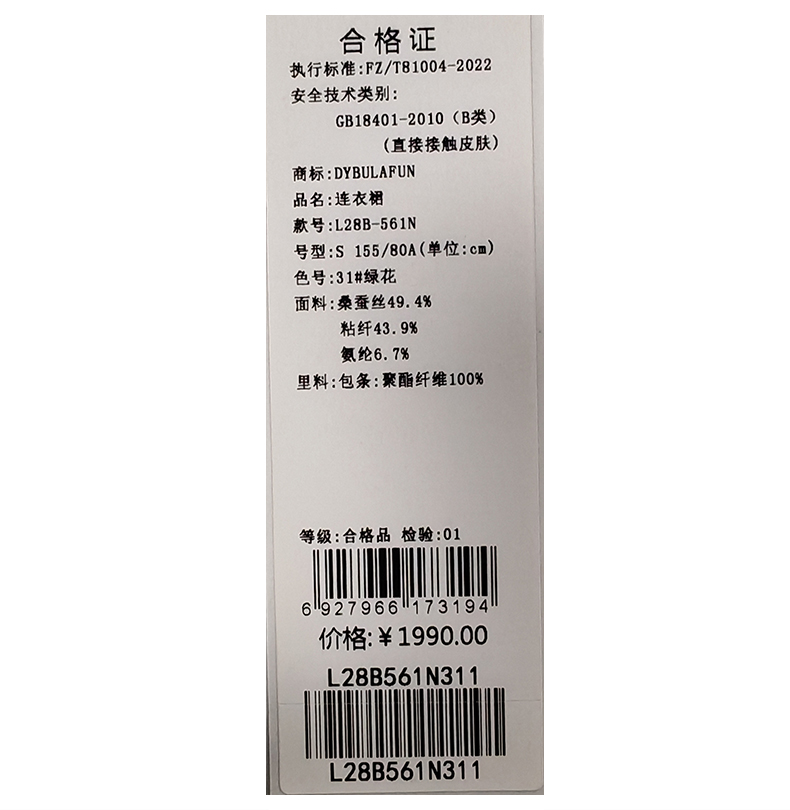 合格证
执行标准:FZ/T81004-2022
安全技术类别:
GB18401-2010（B类）
(直接接触皮肤)
商标:DYBULAFUN
品名:连衣裙
款号:L28B-561N
号型:S 155/80A(单位:cm)
色号:31#绿花
面料:桑蚕丝49.4%
粘纤43.9%
氨纶6.7%
里料:包条:聚酯纤维100%
等级:合格品 检验:01
6 927966 173194
价格:￥1990.00
L28B561N311
L28B561N311